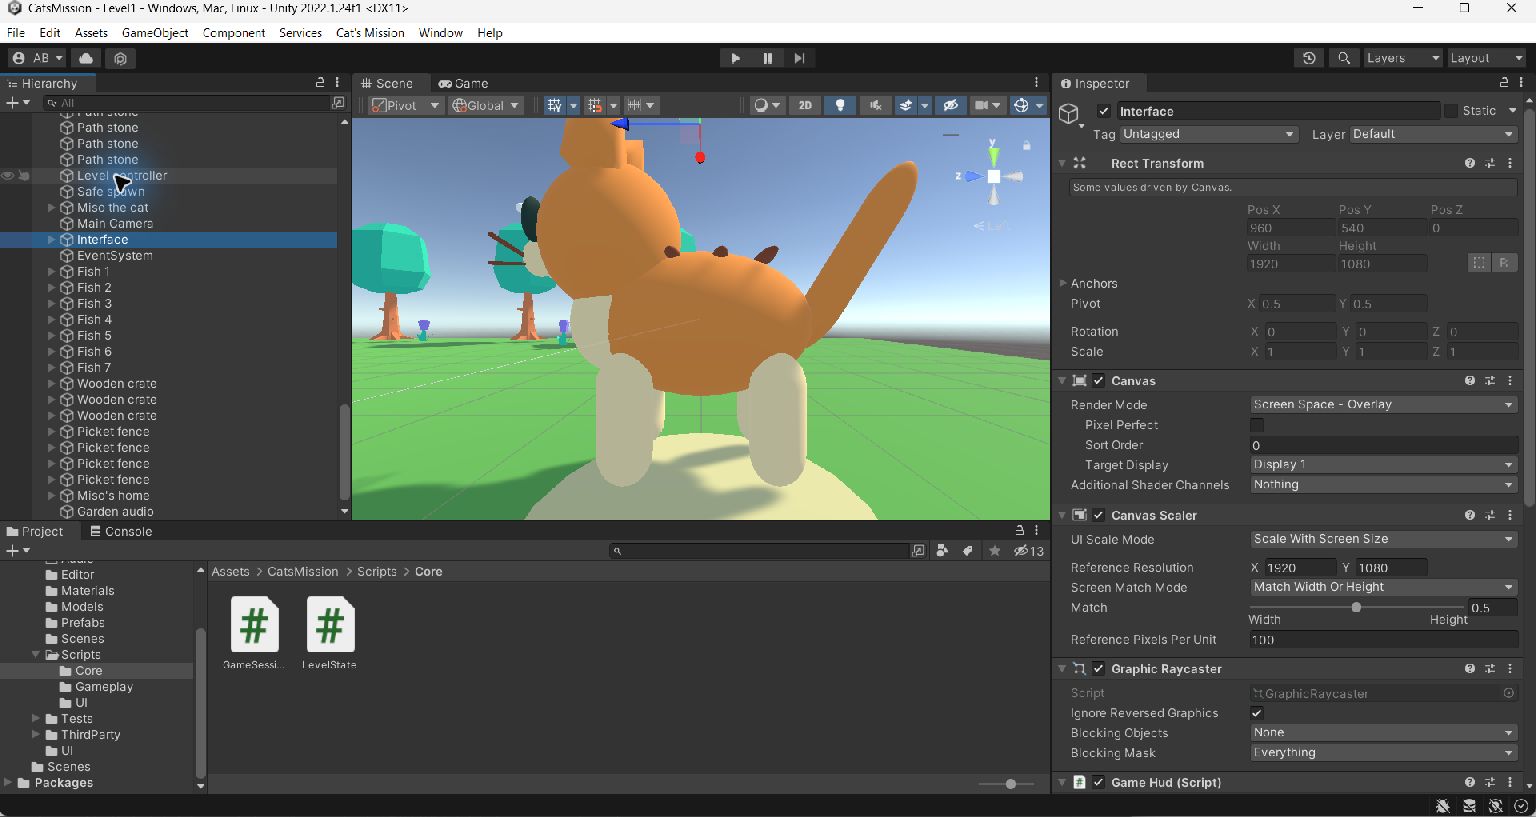 CatsMission - Level1 - Windows, Mac, Linux - Unity 2022.1.24f1 <DX11>
File Edit Assets GameObject Component Services Cat's Mission Window Help
AB Layers Layout
Hierarchy
All
Path stone
Path stone
Path stone
Path stone
Level controller
Safe spawn
Miso the cat
Main Camera
Interface
EventSystem
Fish 1
Fish 2
Fish 3
Fish 4
Fish 5
Fish 6
Fish 7
Wooden crate
Wooden crate
Wooden crate
Picket fence
Picket fence
Picket fence
Picket fence
Miso's home
Garden audio
Scene Game
Pivot Global 2D
y
z
Left
Inspector
Interface Static
Tag Untagged Layer Default
Rect Transform
Some values driven by Canvas.
Pos X Pos Y Pos Z
960 540 0
Width Height
1920 1080 R
Anchors
Pivot X 0.5 Y 0.5
Rotation X 0 Y 0 Z 0
Scale X 1 Y 1 Z 1
Canvas
Render Mode Screen Space - Overlay
Pixel Perfect
Sort Order 0
Target Display Display 1
Additional Shader Channels Nothing
Canvas Scaler
UI Scale Mode Scale With Screen Size
Reference Resolution X 1920 Y 1080
Screen Match Mode Match Width Or Height
Match 0.5
Width Height
Reference Pixels Per Unit 100
Graphic Raycaster
Script GraphicRaycaster
Ignore Reversed Graphics
Blocking Objects None
Blocking Mask Everything
Game Hud (Script)
Project Console
13
Audio
Editor
Materials
Models
Prefabs
Scenes
Scripts
Core
Gameplay
UI
Tests
ThirdParty
UI
Scenes
Packages
Assets > CatsMission > Scripts > Core
GameSessi...
LevelState